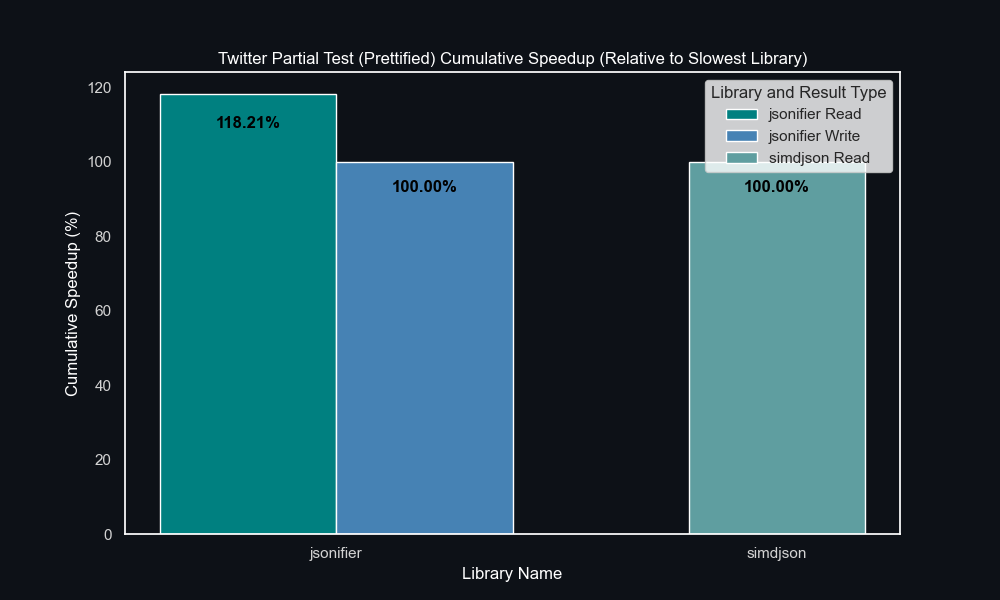 Twitter Partial Test (Prettified) Cumulative Speedup (Relative to Slowest Library)
Library and Result Type
jsonifier Read
jsonifier Write
simdjson Read
Cumulative Speedup (%)
120
100
80
60
40
20
0
118.21%
100.00%
100.00%
jsonifier
simdjson
Library Name